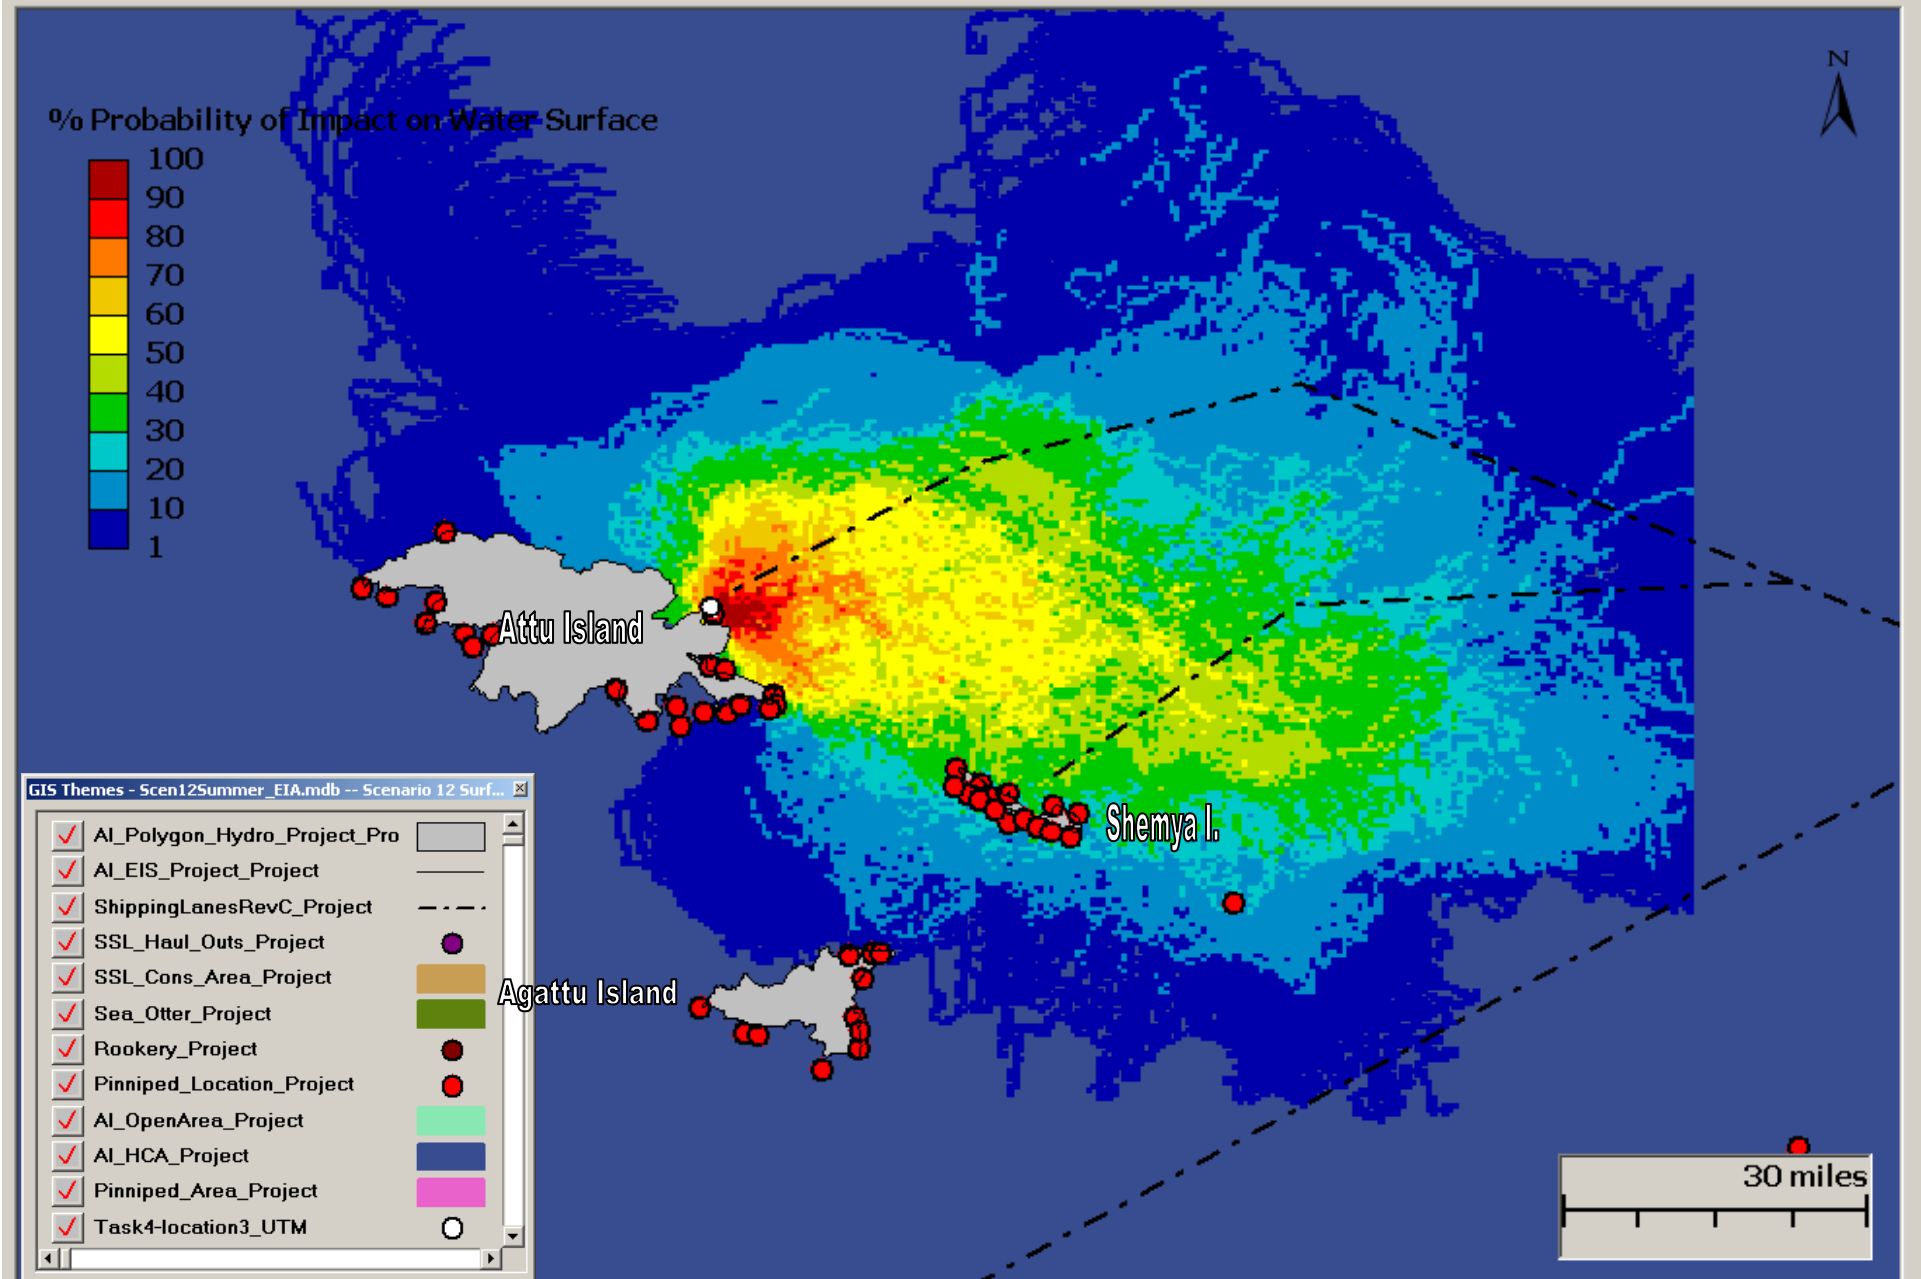 N
% Probability of Impact on Water Surface
100
90
80
70
60
50
40
30
20
10
1
Attu Island
Shemya I.
Agattu Island
GIS Themes - Scen12Summer_EIA.mdb -- Scenario 12 Surf...
AI_Polygon_Hydro_Project_Pro
AI_EIS_Project_Project
ShippingLanesRevC_Project
SSL_Haul_Outs_Project
SSL_Cons_Area_Project
Sea_Otter_Project
Rookery_Project
Pinniped_Location_Project
AI_OpenArea_Project
AI_HCA_Project
Pinniped_Area_Project
Task4-location3_UTM
30 miles